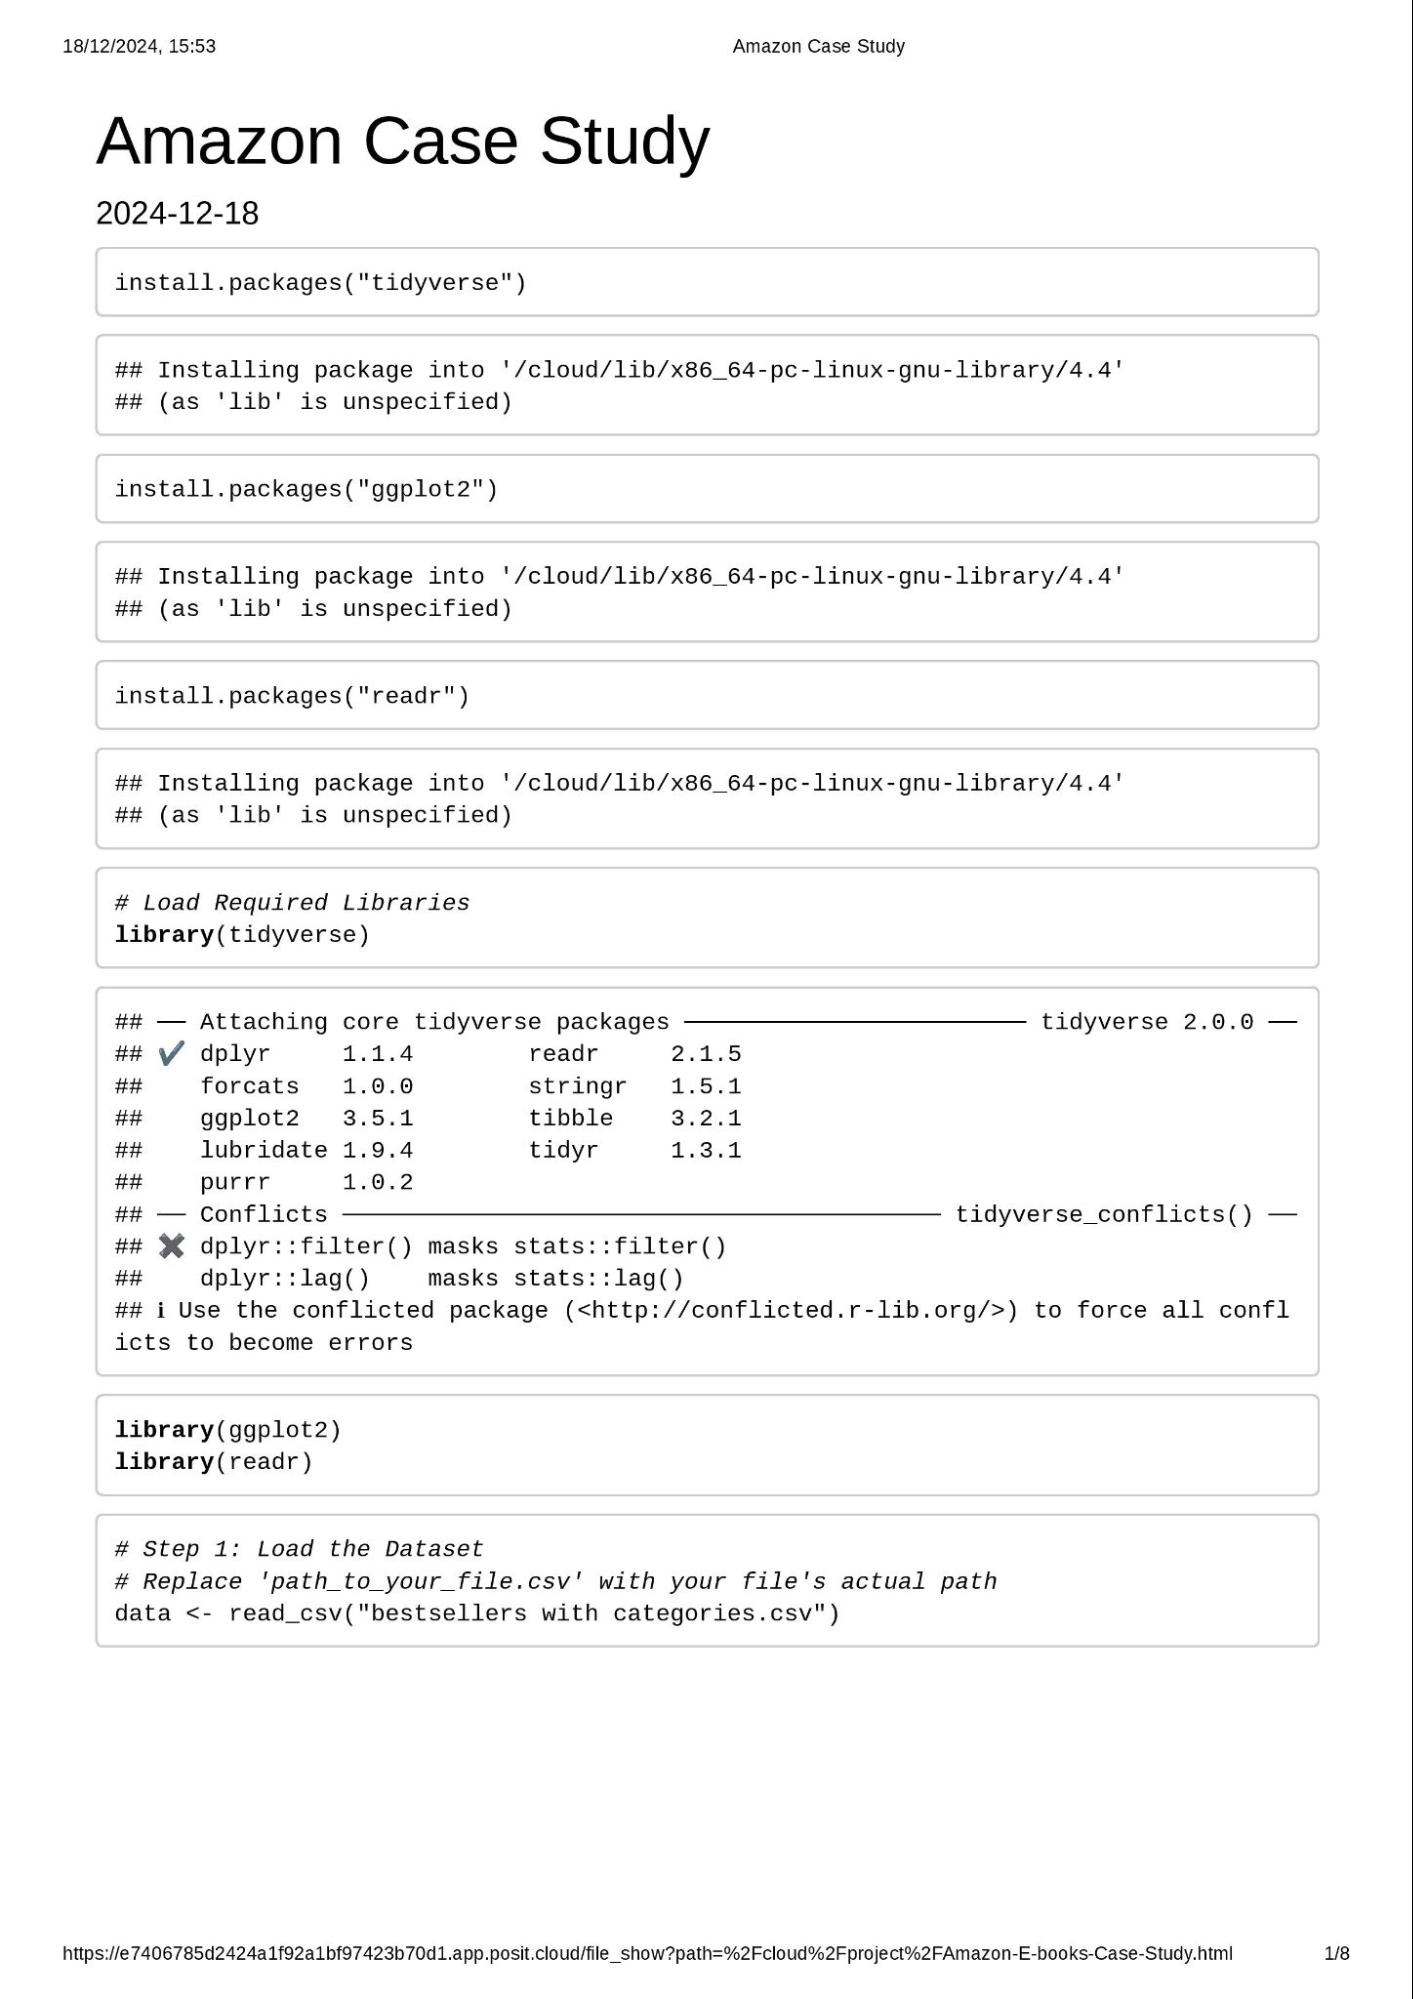 18/12/2024, 15:53 Amazon Case Study
Amazon Case Study
2024-12-18
install.packages("tidyverse")
## Installing package into '/cloud/lib/x86_64-pc-linux-gnu-library/4.4'
## (as 'lib' is unspecified)
install.packages("ggplot2")
## Installing package into '/cloud/lib/x86_64-pc-linux-gnu-library/4.4'
## (as 'lib' is unspecified)
install.packages("readr")
## Installing package into '/cloud/lib/x86_64-pc-linux-gnu-library/4.4'
## (as 'lib' is unspecified)
# Load Required Libraries
library(tidyverse)
## ── Attaching core tidyverse packages ──────────────────────── tidyverse 2.0.0 ──
## ✔ dplyr     1.1.4        readr     2.1.5
##    forcats   1.0.0        stringr   1.5.1
##    ggplot2   3.5.1        tibble    3.2.1
##    lubridate 1.9.4        tidyr     1.3.1
##    purrr     1.0.2
## ── Conflicts ────────────────────────────────────────── tidyverse_conflicts() ──
## ✖ dplyr::filter() masks stats::filter()
##    dplyr::lag()    masks stats::lag()
## ℹ Use the conflicted package (<http://conflicted.r-lib.org/>) to force all confl
icts to become errors
library(ggplot2)
library(readr)
# Step 1: Load the Dataset
# Replace 'path_to_your_file.csv' with your file's actual path
data <- read_csv("bestsellers with categories.csv")
https://e7406785d2424a1f92a1bf97423b70d1.app.posit.cloud/file_show?path=%2Fcloud%2Fproject%2FAmazon-E-books-Case-Study.html 1/8